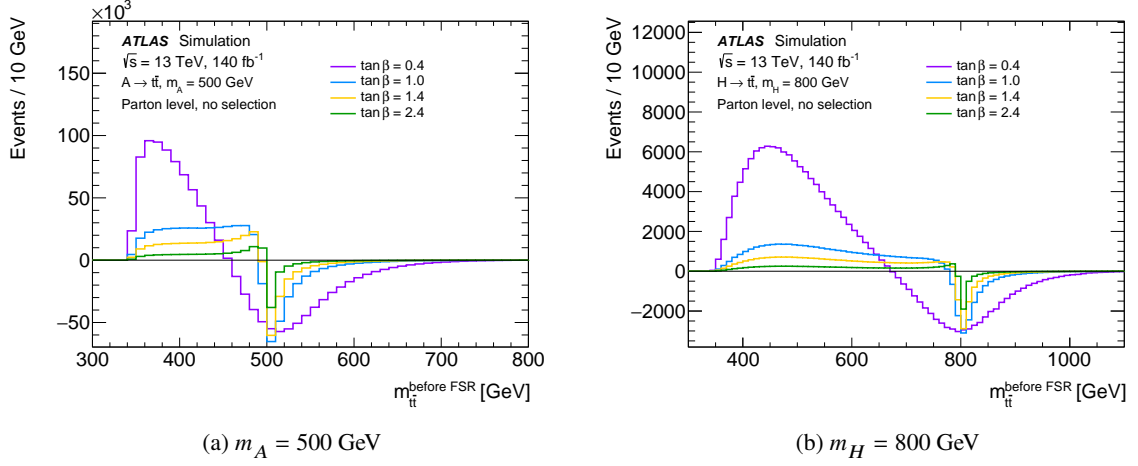 ×10³
Events / 10 GeV
150
100
50
0
−50
300 400 500 600 700 800
m_{tt̄}^{before FSR} [GeV]
ATLAS Simulation
√s = 13 TeV, 140 fb⁻¹
A → tt̄, m_A = 500 GeV
Parton level, no selection
tan β = 0.4
tan β = 1.0
tan β = 1.4
tan β = 2.4
(a) m_A = 500 GeV
Events / 10 GeV
12000
10000
8000
6000
4000
2000
0
−2000
400 600 800 1000
m_{tt̄}^{before FSR} [GeV]
ATLAS Simulation
√s = 13 TeV, 140 fb⁻¹
H → tt̄, m_H = 800 GeV
Parton level, no selection
tan β = 0.4
tan β = 1.0
tan β = 1.4
tan β = 2.4
(b) m_H = 800 GeV